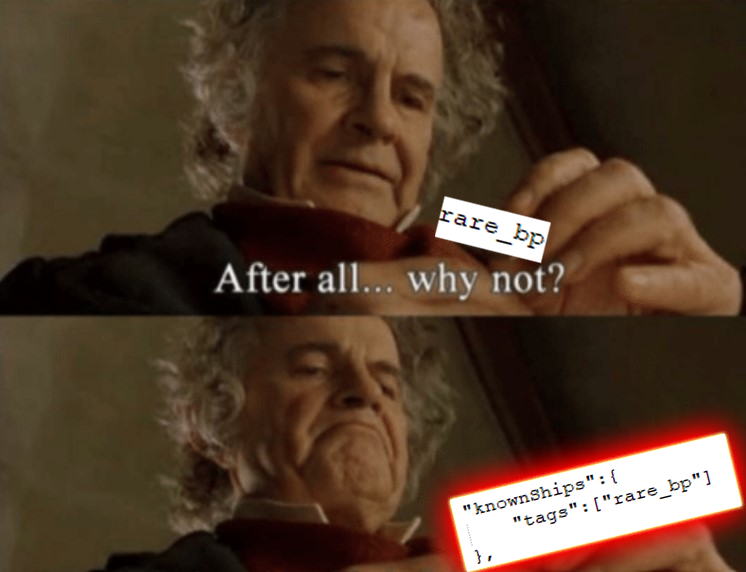 rare_bp
After all... why not?
"knownShips":{
"tags":["rare_bp"]
},